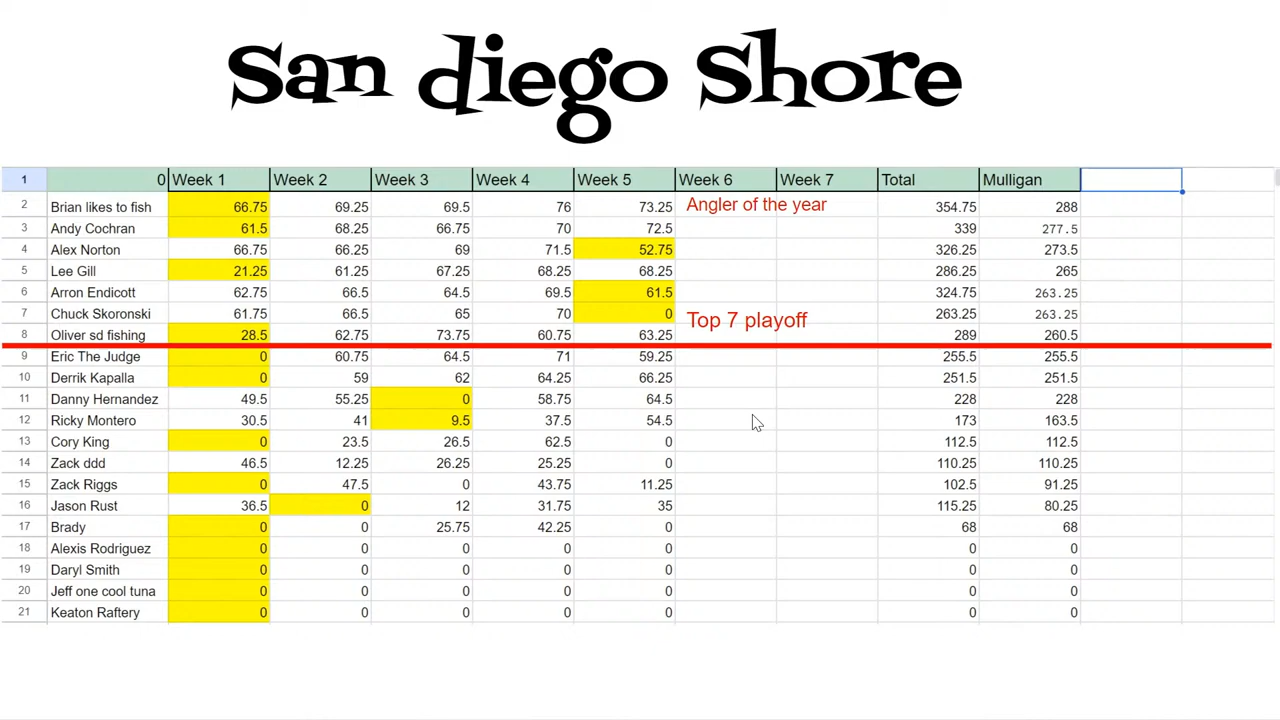 San diego Shore
1 0 Week 1 Week 2 Week 3 Week 4 Week 5 Week 6 Week 7 Total Mulligan
2 Brian likes to fish 66.75 69.25 69.5 76 73.25 Angler of the year 354.75 288
3 Andy Cochran 61.5 68.25 66.75 70 72.5 339 277.5
4 Alex Norton 66.75 66.25 69 71.5 52.75 326.25 273.5
5 Lee Gill 21.25 61.25 67.25 68.25 68.25 286.25 265
6 Arron Endicott 62.75 66.5 64.5 69.5 61.5 324.75 263.25
7 Chuck Skoronski 61.75 66.5 65 70 0 Top 7 playoff 263.25 263.25
8 Oliver sd fishing 28.5 62.75 73.75 60.75 63.25 289 260.5
9 Eric The Judge 0 60.75 64.5 71 59.25 255.5 255.5
10 Derrik Kapalla 0 59 62 64.25 66.25 251.5 251.5
11 Danny Hernandez 49.5 55.25 0 58.75 64.5 228 228
12 Ricky Montero 30.5 41 9.5 37.5 54.5 173 163.5
13 Cory King 0 23.5 26.5 62.5 0 112.5 112.5
14 Zack ddd 46.5 12.25 26.25 25.25 0 110.25 110.25
15 Zack Riggs 0 47.5 0 43.75 11.25 102.5 91.25
16 Jason Rust 36.5 0 12 31.75 35 115.25 80.25
17 Brady 0 0 25.75 42.25 0 68 68
18 Alexis Rodriguez 0 0 0 0 0 0 0
19 Daryl Smith 0 0 0 0 0 0 0
20 Jeff one cool tuna 0 0 0 0 0 0 0
21 Keaton Raftery 0 0 0 0 0 0 0